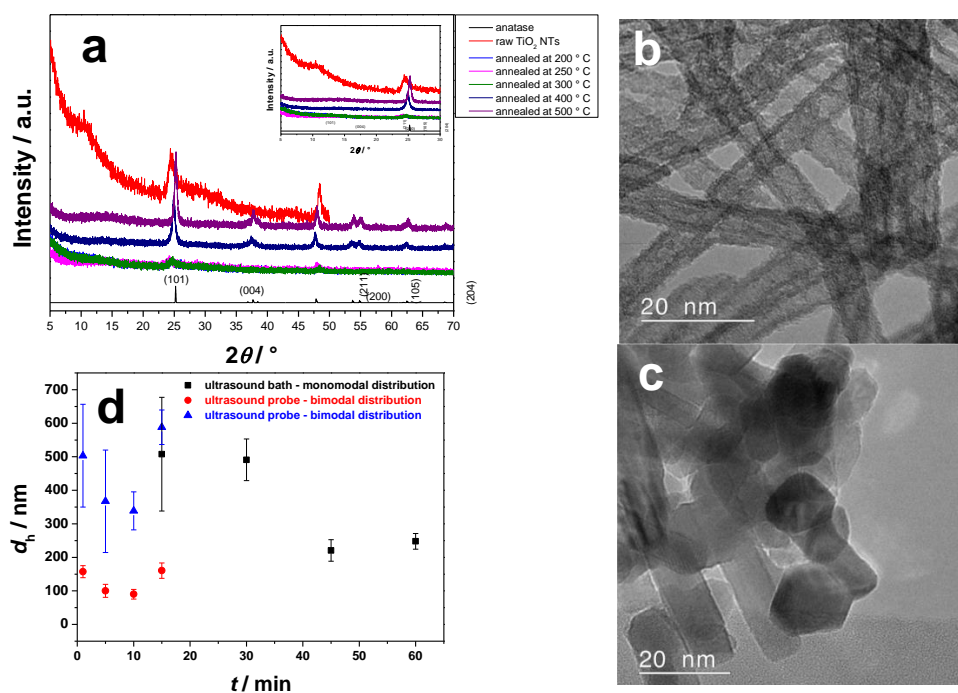 a
anatase
raw TiO2 NTs
annealed at 200 ° C
annealed at 250 ° C
annealed at 300 ° C
annealed at 400 ° C
annealed at 500 ° C
Intensity / a.u.
2θ / °
Intensity / a.u.
(101)
(004)
(211)
(200)
(105)
(204)
5 10 15 20 25 30 35 40 45 50 55 60 65 70
2θ / °
b
20 nm
c
20 nm
d
ultrasound bath - monomodal distribution
ultrasound probe - bimodal distribution
ultrasound probe - bimodal distribution
700
600
500
400
300
200
100
0
dh / nm
0 10 20 30 40 50 60
t / min